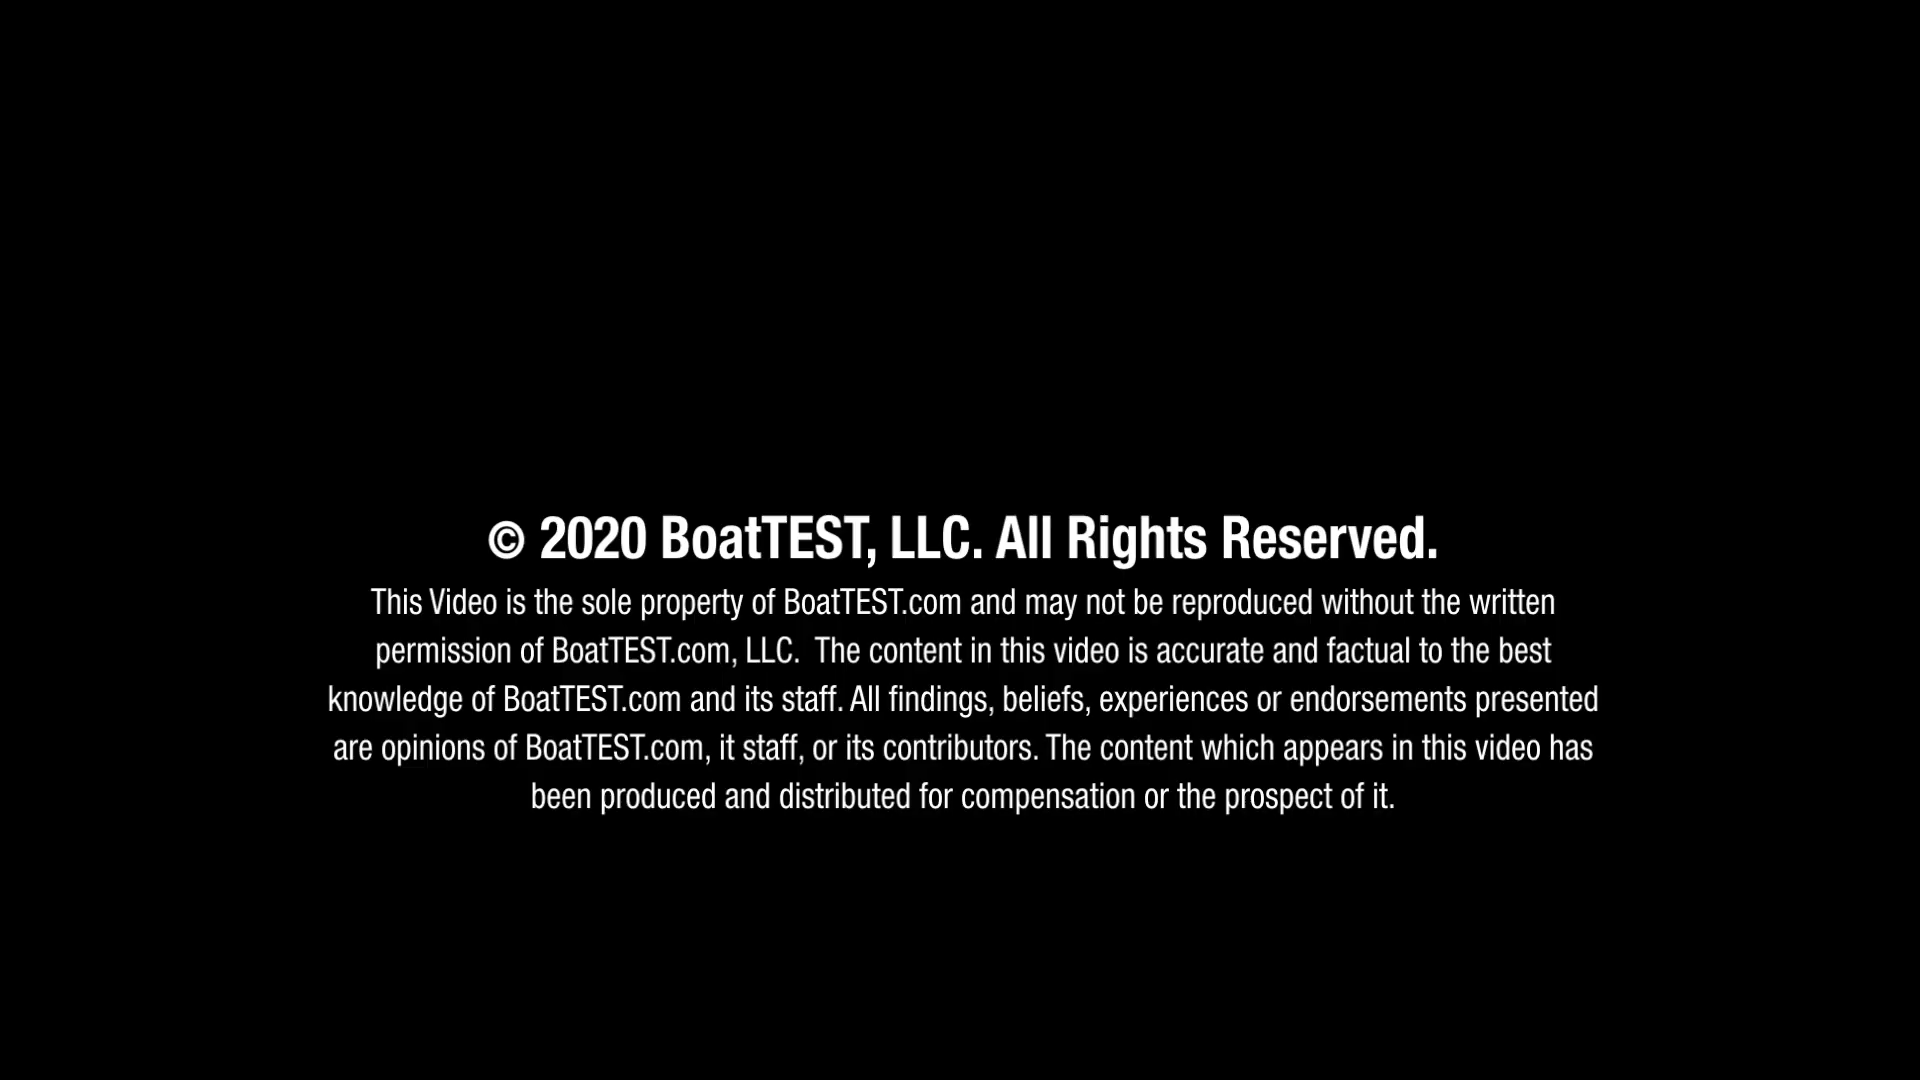 © 2020 BoatTEST, LLC. All Rights Reserved.
This Video is the sole property of BoatTEST.com and may not be reproduced without the written
permission of BoatTEST.com, LLC.  The content in this video is accurate and factual to the best
knowledge of BoatTEST.com and its staff. All findings, beliefs, experiences or endorsements presented
are opinions of BoatTEST.com, it staff, or its contributors. The content which appears in this video has
been produced and distributed for compensation or the prospect of it.